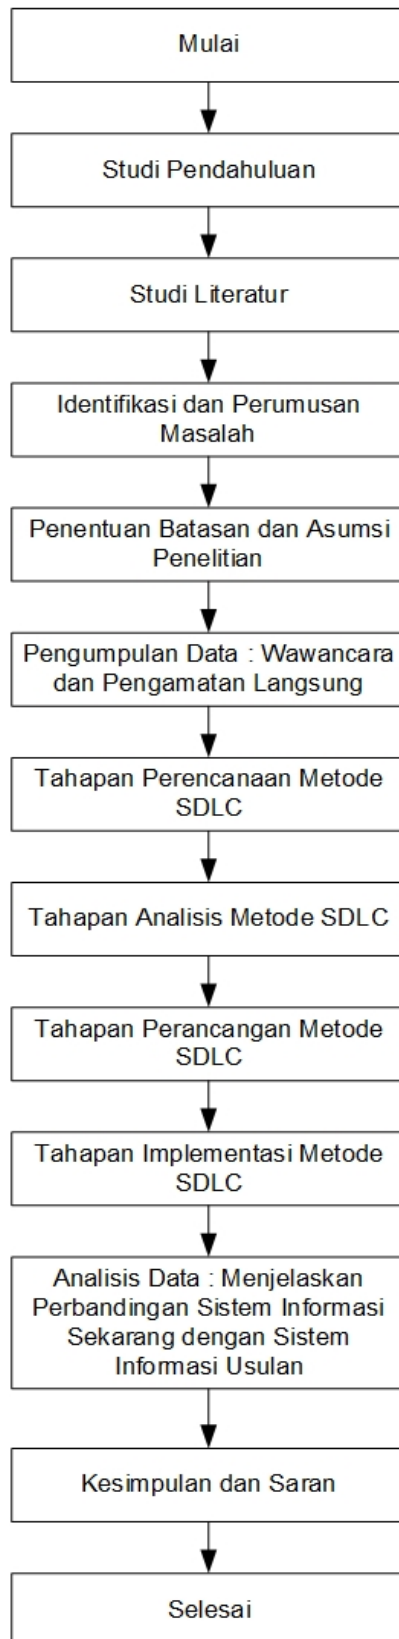 Mulai
Studi Pendahuluan
Studi Literatur
Identifikasi dan Perumusan
Masalah
Penentuan Batasan dan Asumsi
Penelitian
Pengumpulan Data : Wawancara
dan Pengamatan Langsung
Tahapan Perencanaan Metode
SDLC
Tahapan Analisis Metode SDLC
Tahapan Perancangan Metode
SDLC
Tahapan Implementasi Metode
SDLC
Analisis Data : Menjelaskan
Perbandingan Sistem Informasi
Sekarang dengan Sistem
Informasi Usulan
Kesimpulan dan Saran
Selesai